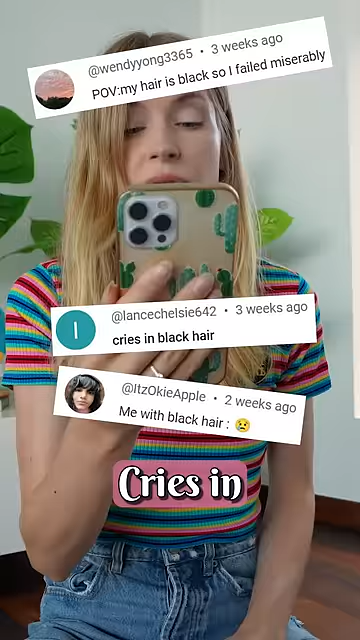 @wendyyong3365 • 3 weeks ago
POV:my hair is black so I failed miserably
@lancechelsie642 • 3 weeks ago
I
cries in black hair
@ItzOkieApple • 2 weeks ago
Me with black hair : 😢
Cries in